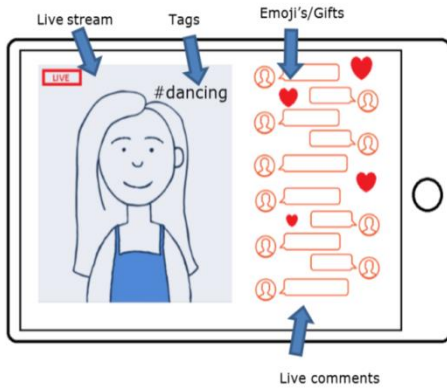 Live stream
Tags
Emoji's/Gifts
LIVE
#dancing
Live comments